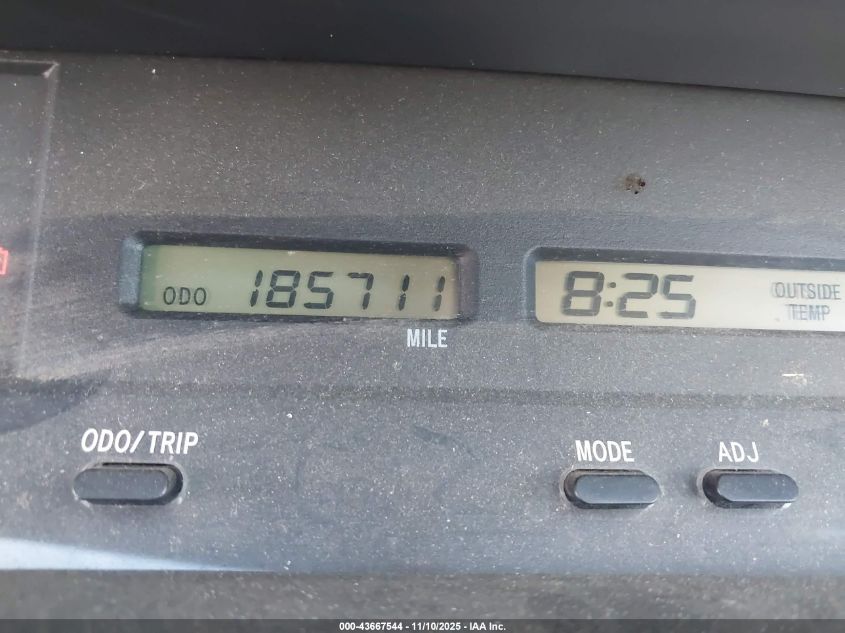 ODO 185711
8:25 OUTSIDE
TEMP
MILE
ODO/TRIP
MODE
ADJ
000-43667544 - 11/10/2025 - IAA Inc.